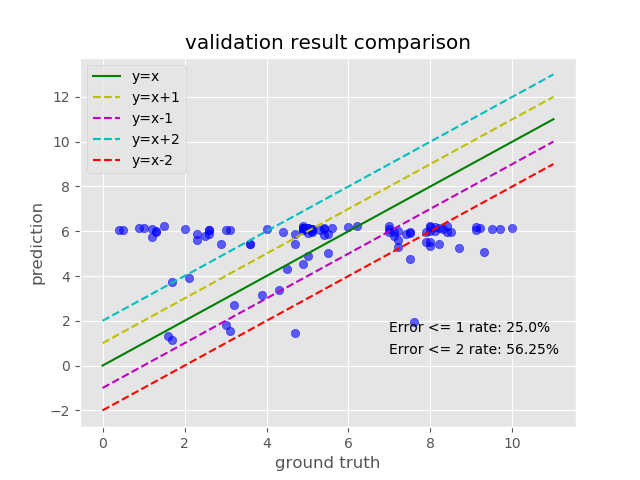 validation result comparison
y=x
y=x+1
y=x-1
y=x+2
y=x-2
12
10
8
6
4
2
0
−2
prediction
Error <= 1 rate: 25.0%
Error <= 2 rate: 56.25%
0 2 4 6 8 10
ground truth